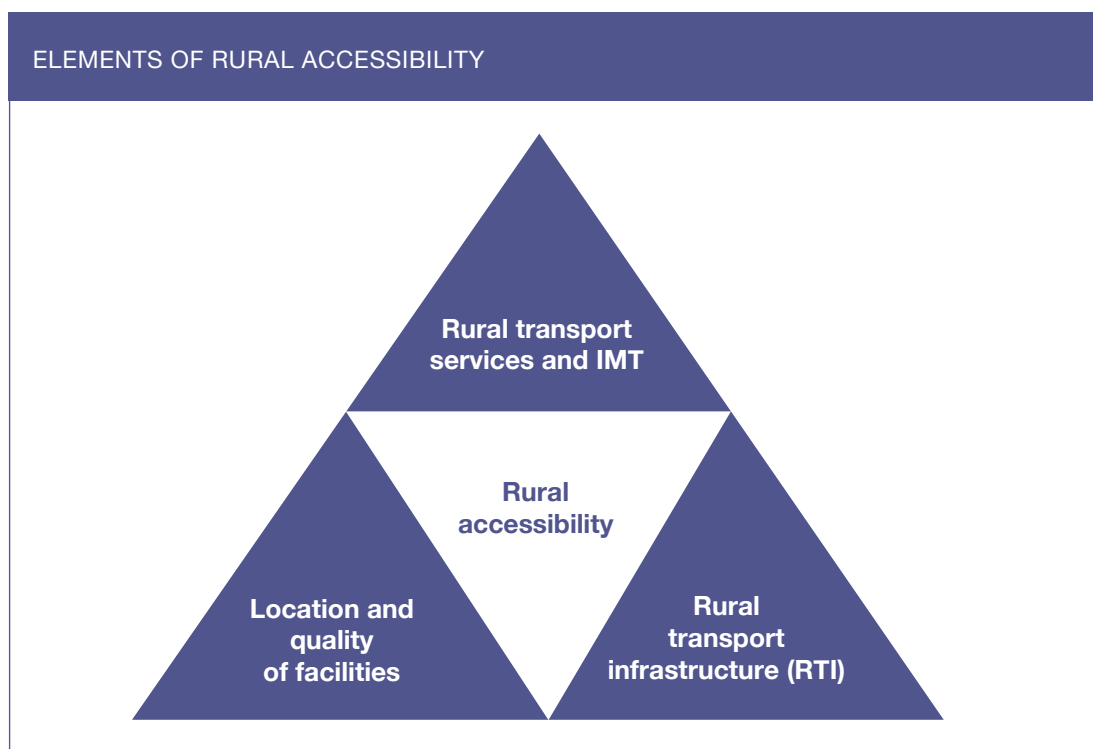 ELEMENTS OF RURAL ACCESSIBILITY
Rural transport
services and IMT
Rural
accessibility
Location and
quality
of facilities
Rural
transport
infrastructure (RTI)